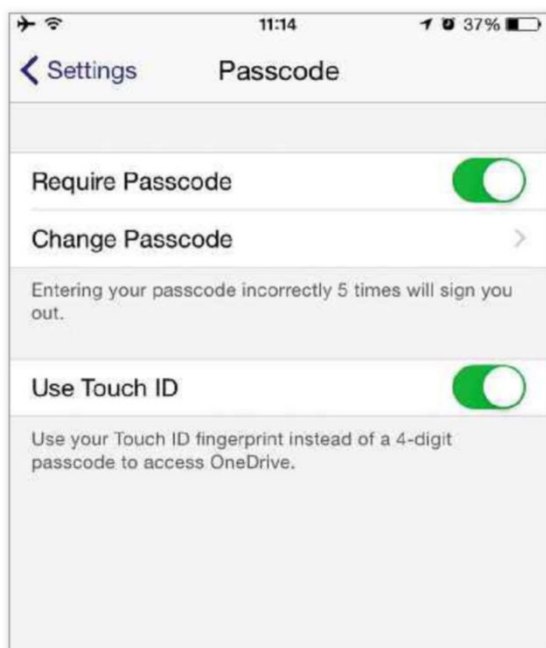 11:14
37%
Settings
Passcode
Require Passcode
Change Passcode
Entering your passcode incorrectly 5 times will sign you
out.
Use Touch ID
Use your Touch ID fingerprint instead of a 4-digit
passcode to access OneDrive.